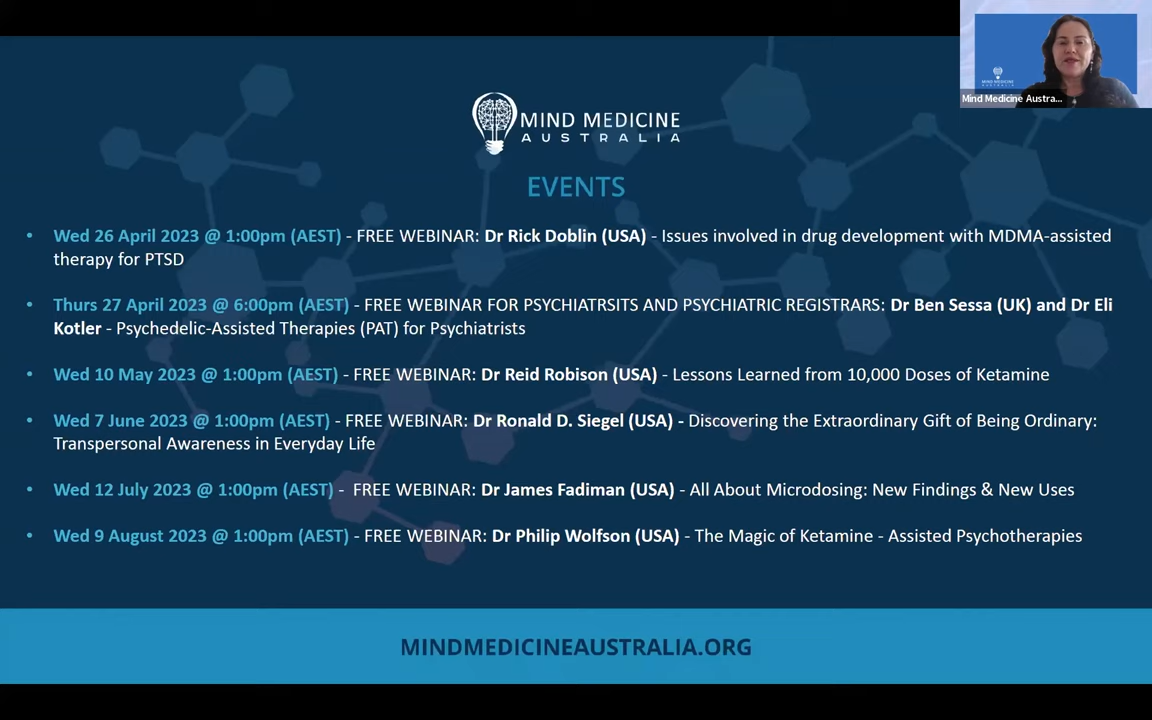 MIND MEDICINE
AUSTRALIA
Mind Medicine Austra...
MIND MEDICINE
AUSTRALIA
EVENTS
• Wed 26 April 2023 @ 1:00pm (AEST) - FREE WEBINAR: Dr Rick Doblin (USA) - Issues involved in drug development with MDMA-assisted
therapy for PTSD
• Thurs 27 April 2023 @ 6:00pm (AEST) - FREE WEBINAR FOR PSYCHIATRSITS AND PSYCHIATRIC REGISTRARS: Dr Ben Sessa (UK) and Dr Eli
Kotler - Psychedelic-Assisted Therapies (PAT) for Psychiatrists
• Wed 10 May 2023 @ 1:00pm (AEST) - FREE WEBINAR: Dr Reid Robison (USA) - Lessons Learned from 10,000 Doses of Ketamine
• Wed 7 June 2023 @ 1:00pm (AEST) - FREE WEBINAR: Dr Ronald D. Siegel (USA) - Discovering the Extraordinary Gift of Being Ordinary:
Transpersonal Awareness in Everyday Life
• Wed 12 July 2023 @ 1:00pm (AEST) - FREE WEBINAR: Dr James Fadiman (USA) - All About Microdosing: New Findings & New Uses
• Wed 9 August 2023 @ 1:00pm (AEST) - FREE WEBINAR: Dr Philip Wolfson (USA) - The Magic of Ketamine - Assisted Psychotherapies
MINDMEDICINEAUSTRALIA.ORG